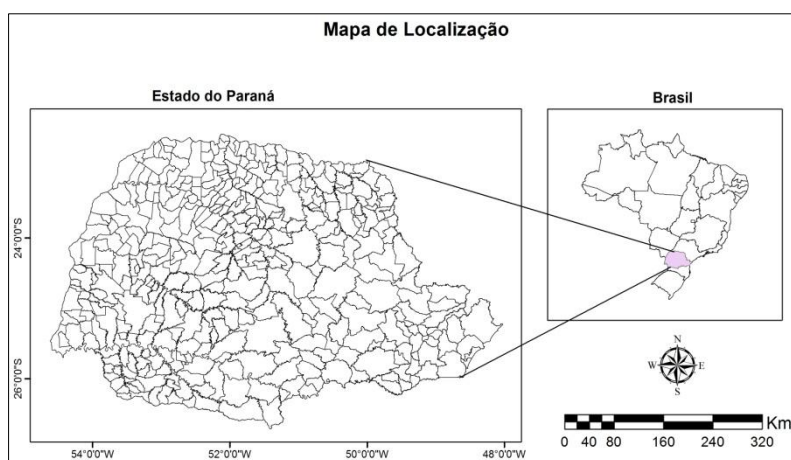 Mapa de Localização
Estado do Paraná
Brasil
24°0'0"S
26°0'0"S
54°0'0"W
52°0'0"W
50°0'0"W
48°0'0"W
N
W
E
S
Km
0 40 80 160 240 320